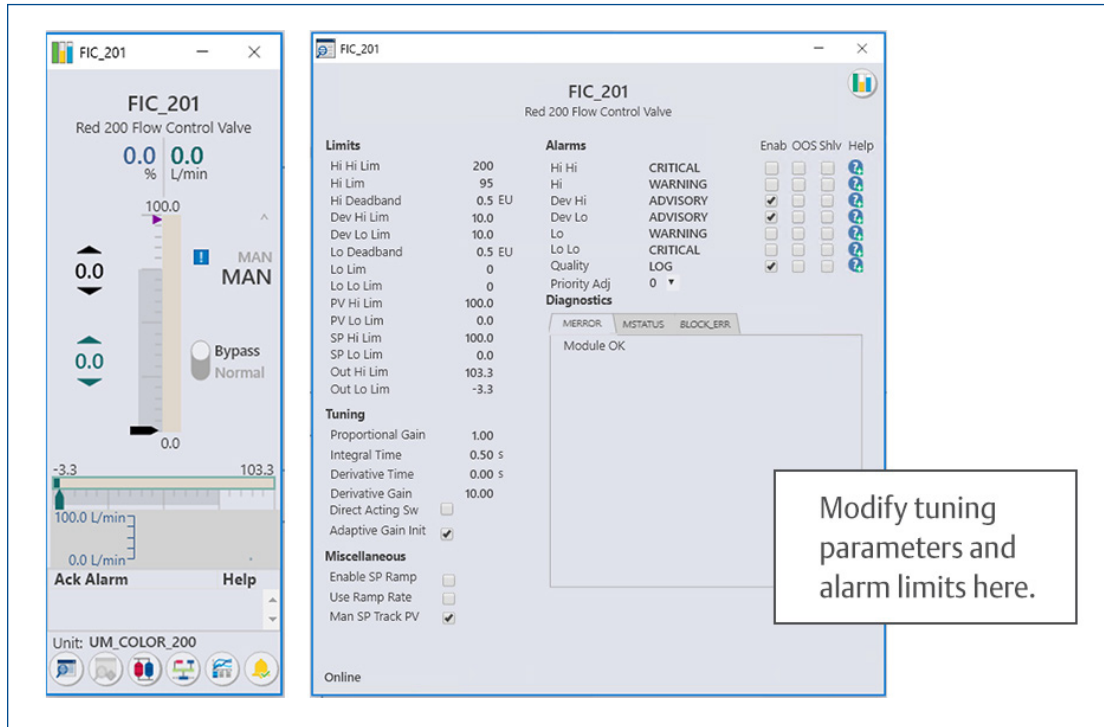 FIC_201
FIC_201
Red 200 Flow Control Valve
0.0 0.0
% L/min
100.0
MAN
0.0 MAN
Bypass
0.0 Normal
0.0
-3.3 103.3
100.0 L/min
0.0 L/min
Ack Alarm Help
Unit: UM_COLOR_200
FIC_201
FIC_201
Red 200 Flow Control Valve
Limits
Hi Hi Lim 200
Hi Lim 95
Hi Deadband 0.5 EU
Dev Hi Lim 10.0
Dev Lo Lim 10.0
Lo Deadband 0.5 EU
Lo Lim 0
Lo Lo Lim 0
PV Hi Lim 100.0
PV Lo Lim 0.0
SP Hi Lim 100.0
SP Lo Lim 0.0
Out Hi Lim 103.3
Out Lo Lim -3.3
Tuning
Proportional Gain 1.00
Integral Time 0.50 s
Derivative Time 0.00 s
Derivative Gain 10.00
Direct Acting Sw
Adaptive Gain Init
Miscellaneous
Enable SP Ramp
Use Ramp Rate
Man SP Track PV
Online
Alarms Enab OOS Shlv Help
Hi Hi CRITICAL
Hi WARNING
Dev Hi ADVISORY
Dev Lo ADVISORY
Lo WARNING
Lo Lo CRITICAL
Quality LOG
Priority Adj 0
Diagnostics
MERROR MSTATUS BLOCK_ERR
Module OK
Modify tuning
parameters and
alarm limits here.